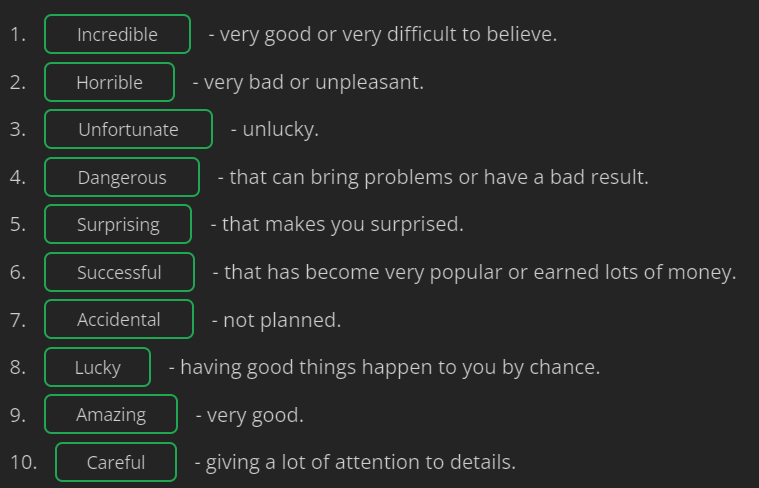 1. Incredible - very good or very difficult to believe.
2. Horrible - very bad or unpleasant.
3. Unfortunate - unlucky.
4. Dangerous - that can bring problems or have a bad result.
5. Surprising - that makes you surprised.
6. Successful - that has become very popular or earned lots of money.
7. Accidental - not planned.
8. Lucky - having good things happen to you by chance.
9. Amazing - very good.
10. Careful - giving a lot of attention to details.